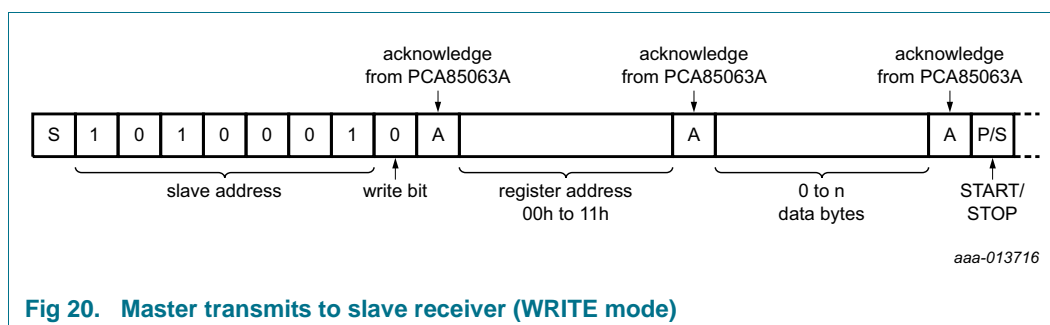 acknowledge
from PCA85063A
acknowledge
from PCA85063A
acknowledge
from PCA85063A
S 1 0 1 0 0 0 1 0 A A A P/S
slave address
write bit
register address
00h to 11h
0 to n
data bytes
START/
STOP
aaa-013716
Fig 20. Master transmits to slave receiver (WRITE mode)